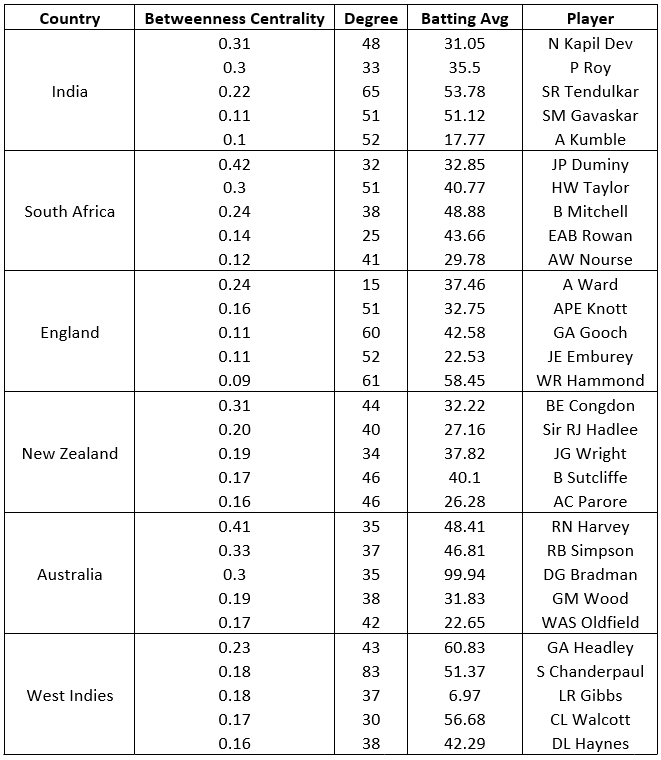 Country Betweenness Centrality Degree Batting Avg Player
0.31 48 31.05 N Kapil Dev
0.3 33 35.5 P Roy
India 0.22 65 53.78 SR Tendulkar
0.11 51 51.12 SM Gavaskar
0.1 52 17.77 A Kumble
0.42 32 32.85 JP Duminy
0.3 51 40.77 HW Taylor
South Africa 0.24 38 48.88 B Mitchell
0.14 25 43.66 EAB Rowan
0.12 41 29.78 AW Nourse
0.24 15 37.46 A Ward
0.16 51 32.75 APE Knott
England 0.11 60 42.58 GA Gooch
0.11 52 22.53 JE Emburey
0.09 61 58.45 WR Hammond
0.31 44 32.22 BE Congdon
0.20 40 27.16 Sir RJ Hadlee
New Zealand 0.19 34 37.82 JG Wright
0.17 46 40.1 B Sutcliffe
0.16 46 26.28 AC Parore
0.41 35 48.41 RN Harvey
0.33 37 46.81 RB Simpson
Australia 0.3 35 99.94 DG Bradman
0.19 38 31.83 GM Wood
0.17 42 22.65 WAS Oldfield
0.23 43 60.83 GA Headley
0.18 83 51.37 S Chanderpaul
West Indies 0.18 37 6.97 LR Gibbs
0.17 30 56.68 CL Walcott
0.16 38 42.29 DL Haynes